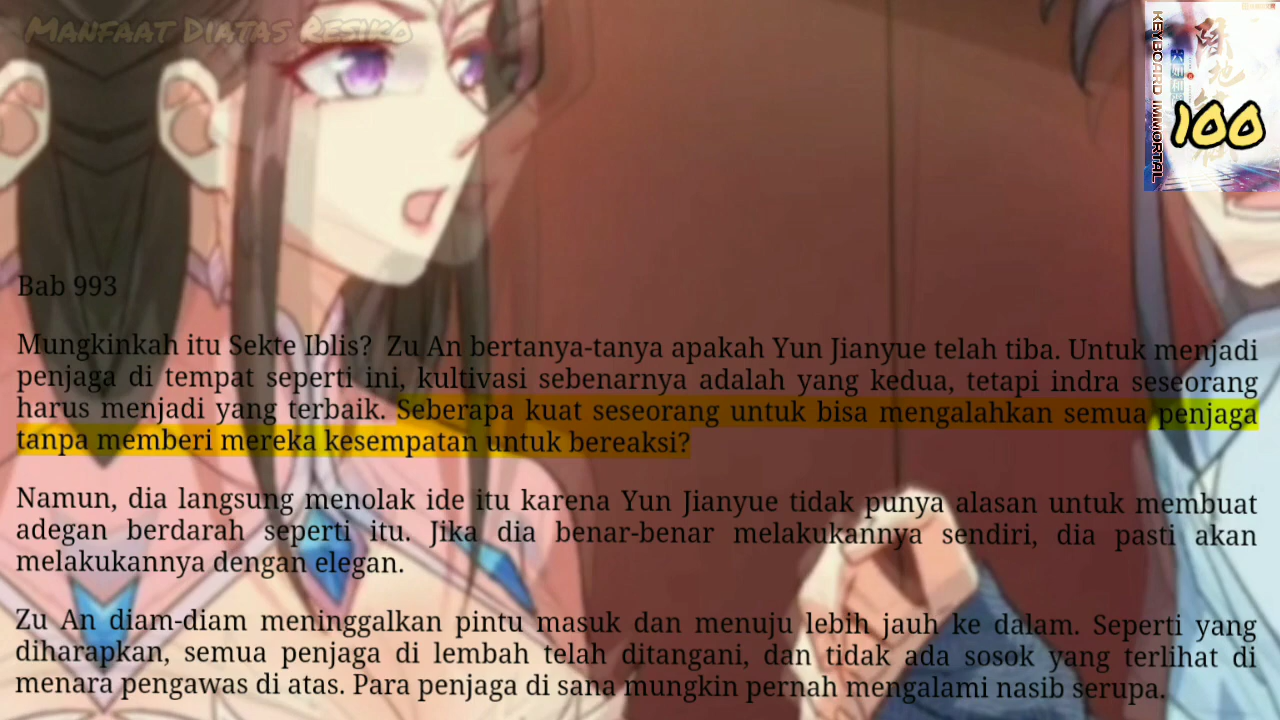 Manfaat Diatas Resiko
KEYBOARD IMMORTAL
100
Bab 993
Mungkinkah itu Sekte Iblis? Zu An bertanya-tanya apakah Yun Jianyue telah tiba. Untuk menjadi
penjaga di tempat seperti ini, kultivasi sebenarnya adalah yang kedua, tetapi indra seseorang
harus menjadi yang terbaik. Seberapa kuat seseorang untuk bisa mengalahkan semua penjaga
tanpa memberi mereka kesempatan untuk bereaksi?
Namun, dia langsung menolak ide itu karena Yun Jianyue tidak punya alasan untuk membuat
adegan berdarah seperti itu. Jika dia benar-benar melakukannya sendiri, dia pasti akan
melakukannya dengan elegan.
Zu An diam-diam meninggalkan pintu masuk dan menuju lebih jauh ke dalam. Seperti yang
diharapkan, semua penjaga di lembah telah ditangani, dan tidak ada sosok yang terlihat di
menara pengawas di atas. Para penjaga di sana mungkin pernah mengalami nasib serupa.